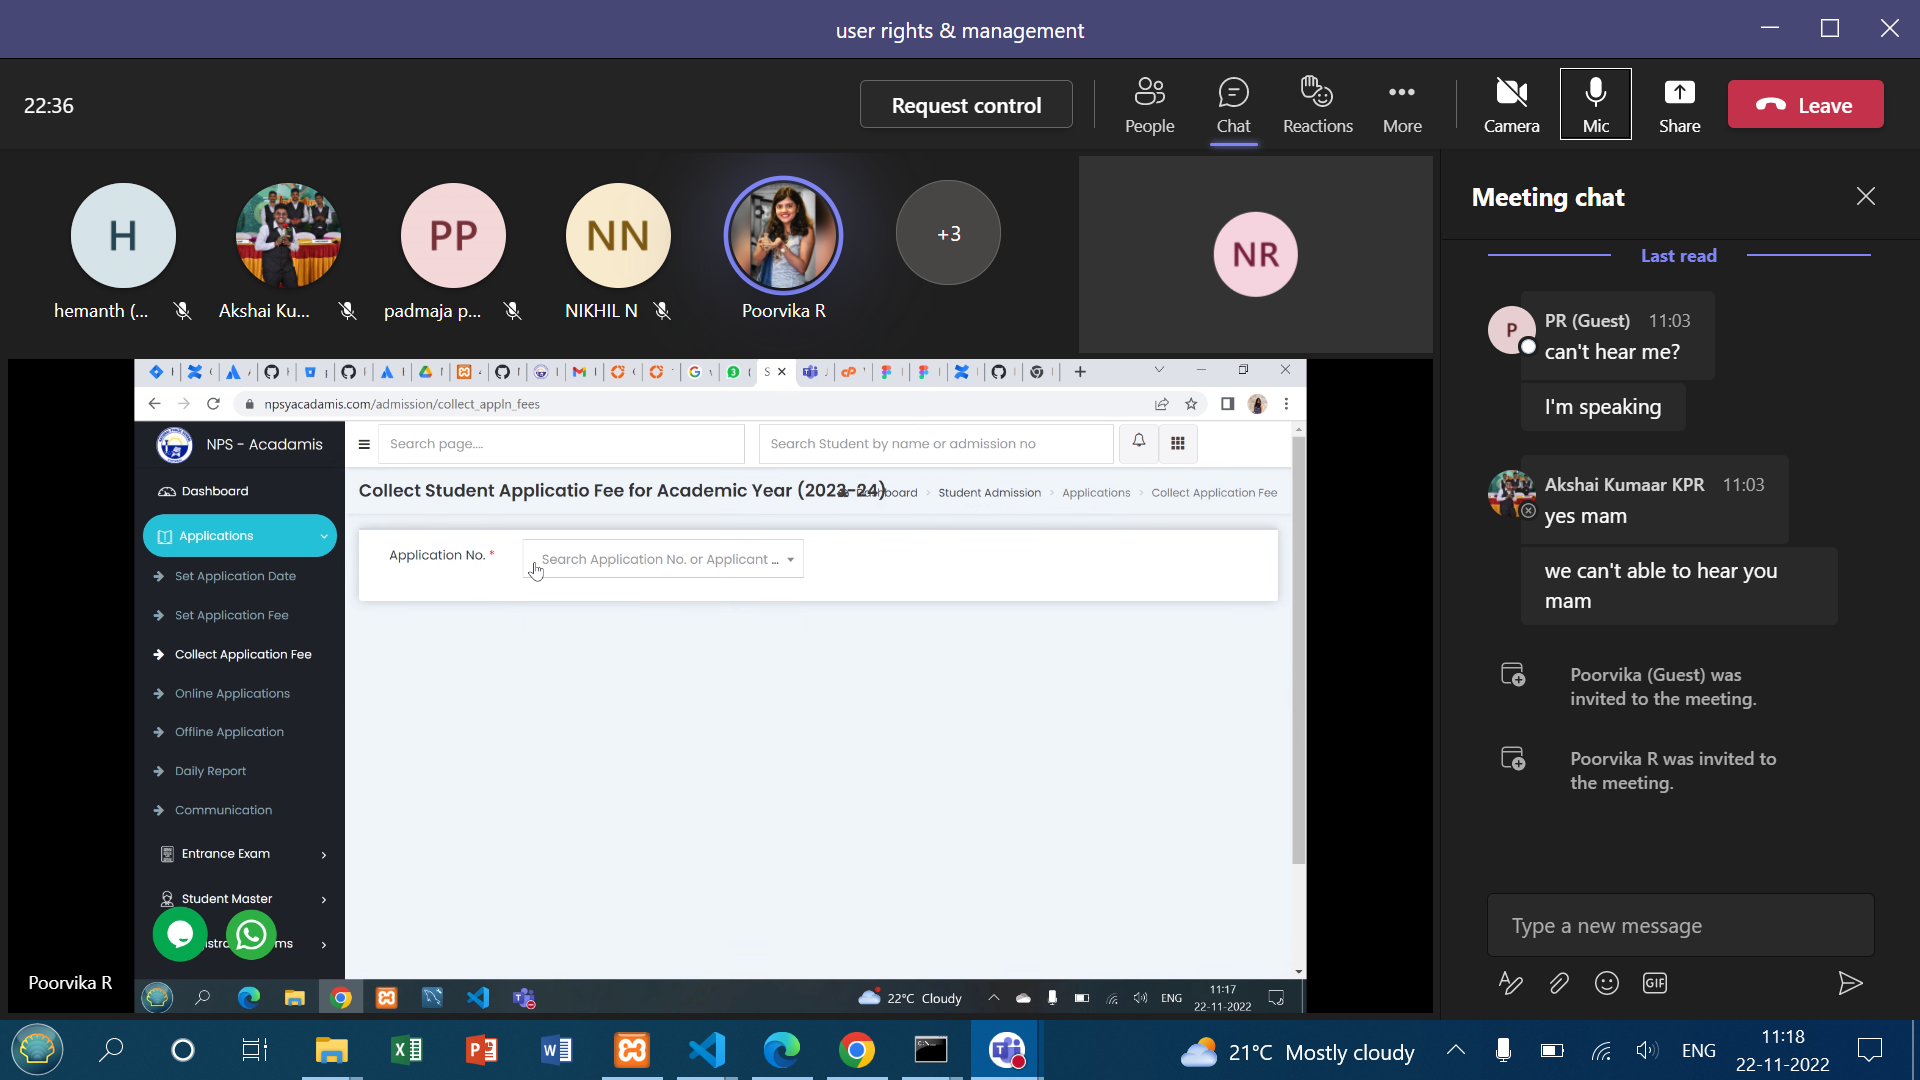 user rights & management
22:36
Request control
People
Chat
Reactions
More
Camera
Mic
Share
Leave
H
PP
NN
+3
NR
hemanth (...
Akshai Ku...
padmaja p...
NIKHIL N
Poorvika R
Meeting chat
Last read
P
PR (Guest) 11:03
can't hear me?
I'm speaking
Akshai Kumaar KPR 11:03
yes mam
we can't able to hear you
mam
Poorvika (Guest) was
invited to the meeting.
Poorvika R was invited to
the meeting.
Type a new message
GIF
npsyacadamis.com/admission/collect_appln_fees
NPS - Acadamis
Search page....
Search Student by name or admission no
Collect Student Applicatio Fee for Academic Year (2023-24)
Student Admission
Applications
Collect Application Fee
Dashboard
Applications
Set Application Date
Set Application Fee
Collect Application Fee
Online Applications
Offline Application
Daily Report
Communication
Entrance Exam
Student Master
Application No. *
Search Application No. or Applicant ...
Poorvika R
22°C Cloudy
ENG
11:17
22-11-2022
21°C Mostly cloudy
ENG
11:18
22-11-2022